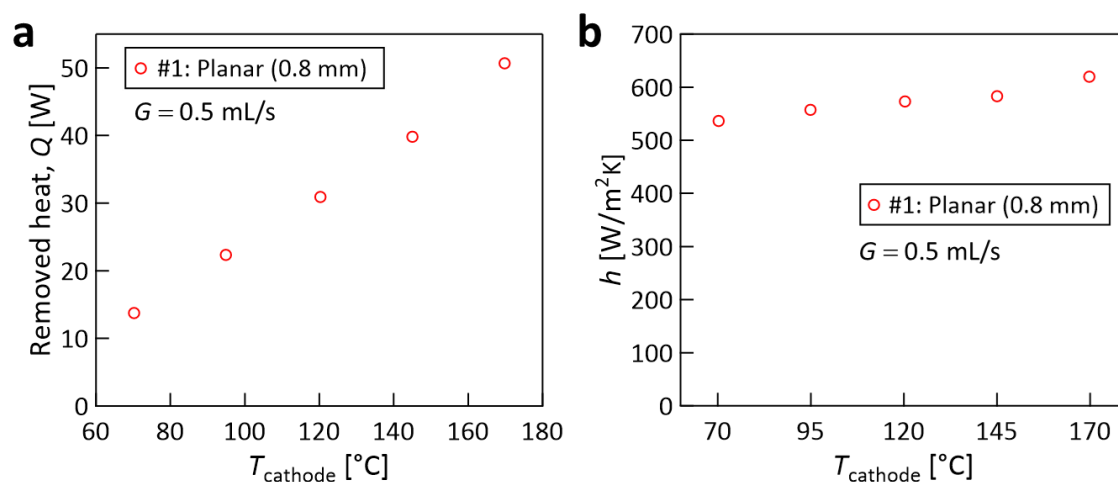 a
50
40
30
20
10
0
Removed heat, Q [W]
#1: Planar (0.8 mm)
G = 0.5 mL/s
60 80 100 120 140 160 180
T_cathode [°C]
b
700
600
500
400
300
200
100
0
h [W/m²K]
#1: Planar (0.8 mm)
G = 0.5 mL/s
70 95 120 145 170
T_cathode [°C]